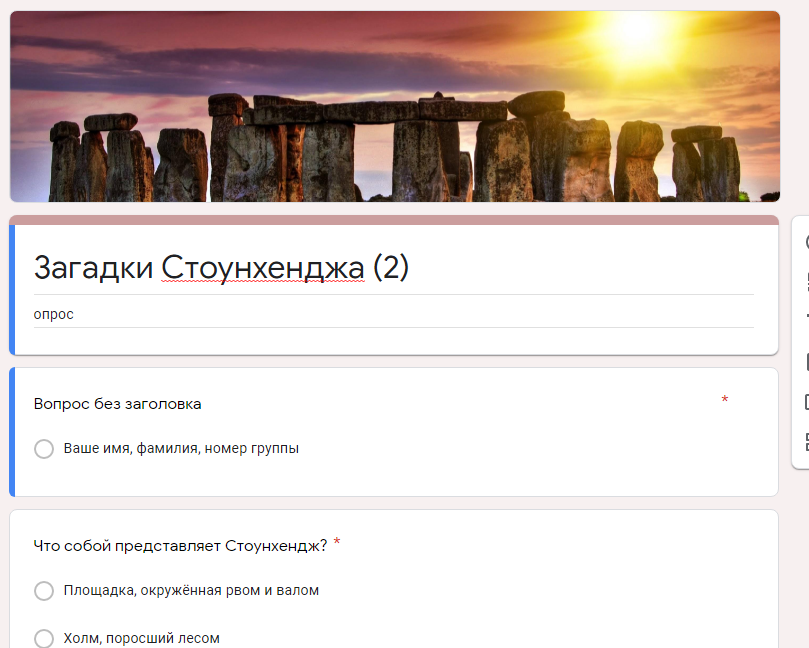 Загадки Стоунхенджа (2)
опрос
Вопрос без заголовка *
Ваше имя, фамилия, номер группы
Что собой представляет Стоунхендж? *
Площадка, окружённая рвом и валом
Холм, поросший лесом